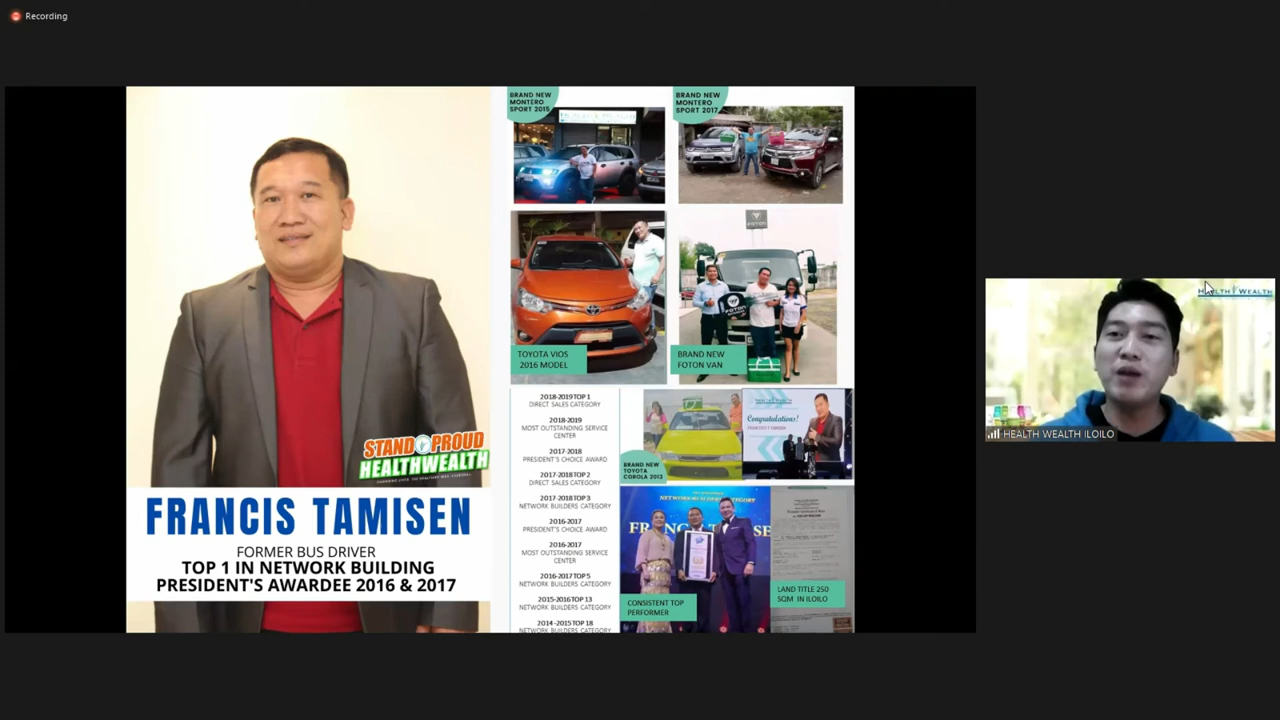 Recording
STAND PROUD
HEALTHWEALTH
FRANCIS TAMISEN
FORMER BUS DRIVER
TOP 1 IN NETWORK BUILDING
PRESIDENT'S AWARDEE 2016 & 2017
BRAND NEW
MONTERO
SPORT 2015
BRAND NEW
MONTERO
SPORT 2017
TOYOTA VIOS
2016 MODEL
FOTON
BRAND NEW
FOTON VAN
2018-2019 TOP 1
DIRECT SALES CATEGORY
2018-2019
MOST OUTSTANDING SERVICE
CENTER
2017-2018
PRESIDENT'S CHOICE AWARD
2017-2018 TOP 2
DIRECT SALES CATEGORY
2017-2018 TOP 3
NETWORK BUILDERS CATEGORY
2016-2017
PRESIDENT'S CHOICE AWARD
2016-2017
MOST OUTSTANDING SERVICE
CENTER
2016-2017 TOP 5
NETWORK BUILDERS CATEGORY
2015-2016 TOP 13
NETWORK BUILDERS CATEGORY
2014-2015 TOP 18
NETWORK BUILDERS CATEGORY
BRAND NEW
TOYOTA
COROLA 2013
HEALTH WEALTH
Congratulations!
CONSISTENT TOP
PERFORMER
LAND TITLE 250
SQM IN ILOILO
HEALTH WEALTH
HEALTH WEALTH ILOILO